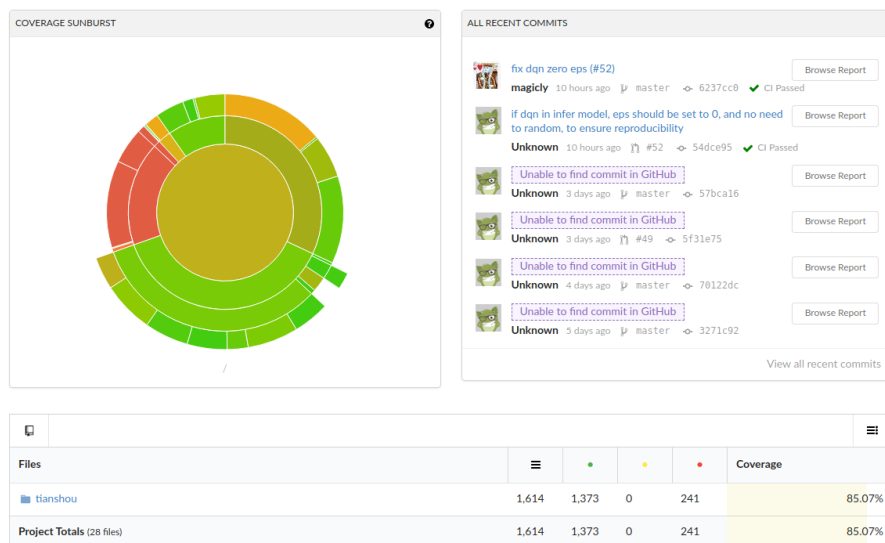 COVERAGE SUNBURST
/
ALL RECENT COMMITS
fix dqn zero eps (#52)
Browse Report
magicly 10 hours ago master 6237cc0 CI Passed
if dqn in infer model, eps should be set to 0, and no need
to random, to ensure reproducibility
Browse Report
Unknown 10 hours ago #52 54dce95 CI Passed
Unable to find commit in GitHub
Browse Report
Unknown 3 days ago master 57bca16
Unable to find commit in GitHub
Browse Report
Unknown 3 days ago #49 5f31e75
Unable to find commit in GitHub
Browse Report
Unknown 4 days ago master 70122dc
Unable to find commit in GitHub
Browse Report
Unknown 5 days ago master 3271c92
View all recent commits
Files Coverage
tianshou 1,614 1,373 0 241 85.07%
Project Totals (28 files) 1,614 1,373 0 241 85.07%